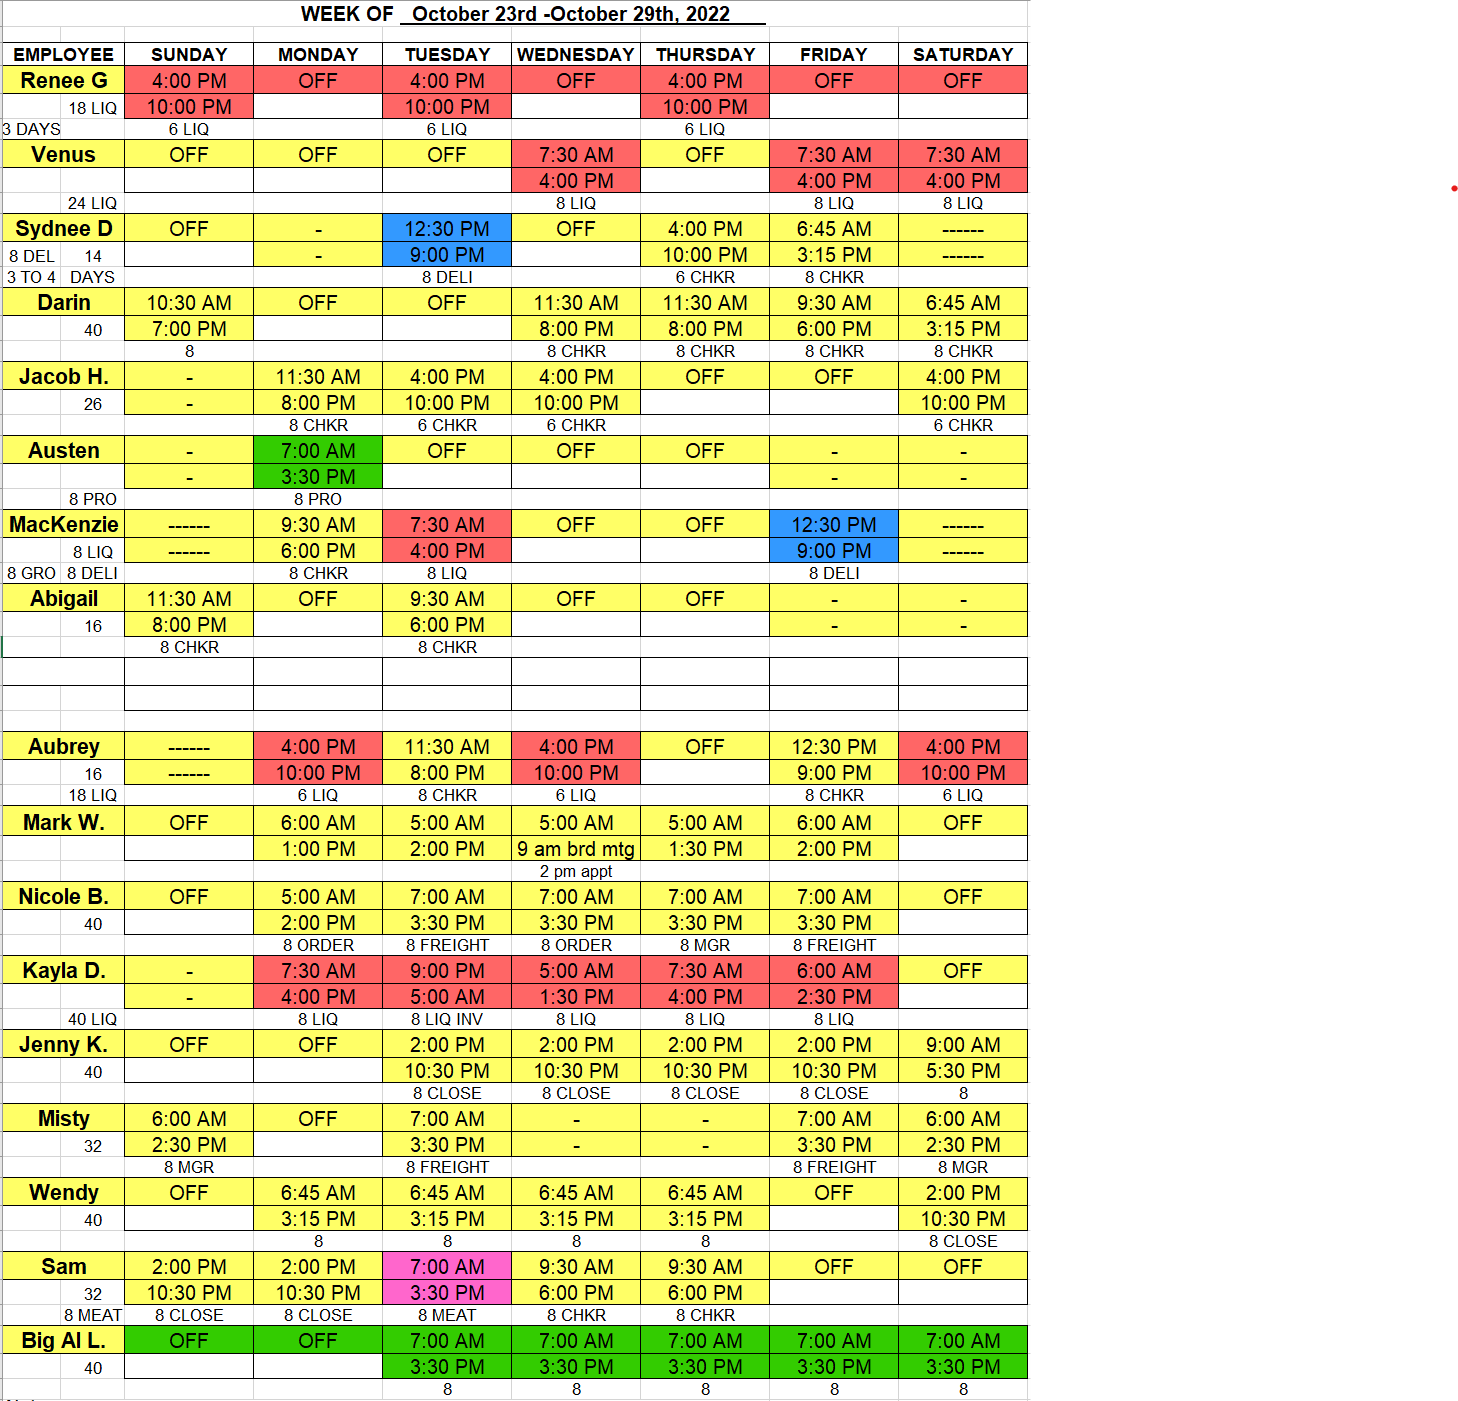 WEEK OF October 23rd -October 29th, 2022
EMPLOYEE SUNDAY MONDAY TUESDAY WEDNESDAY THURSDAY FRIDAY SATURDAY
Renee G 4:00 PM OFF 4:00 PM OFF 4:00 PM OFF OFF
18 LIQ 10:00 PM 10:00 PM 10:00 PM
3 DAYS 6 LIQ 6 LIQ 6 LIQ
Venus OFF OFF OFF 7:30 AM OFF 7:30 AM 7:30 AM
4:00 PM 4:00 PM 4:00 PM
24 LIQ 8 LIQ 8 LIQ 8 LIQ
Sydnee D OFF - 12:30 PM OFF 4:00 PM 6:45 AM ------
8 DEL 14 - 9:00 PM 10:00 PM 3:15 PM ------
3 TO 4 DAYS 8 DELI 6 CHKR 8 CHKR
Darin 10:30 AM OFF OFF 11:30 AM 11:30 AM 9:30 AM 6:45 AM
40 7:00 PM 8:00 PM 8:00 PM 6:00 PM 3:15 PM
8 8 CHKR 8 CHKR 8 CHKR 8 CHKR
Jacob H. - 11:30 AM 4:00 PM 4:00 PM OFF OFF 4:00 PM
26 - 8:00 PM 10:00 PM 10:00 PM 10:00 PM
8 CHKR 6 CHKR 6 CHKR 6 CHKR
Austen - 7:00 AM OFF OFF OFF - -
- 3:30 PM - -
8 PRO 8 PRO
MacKenzie ------ 9:30 AM 7:30 AM OFF OFF 12:30 PM ------
8 LIQ ------ 6:00 PM 4:00 PM 9:00 PM ------
8 GRO 8 DELI 8 CHKR 8 LIQ 8 DELI
Abigail 11:30 AM OFF 9:30 AM OFF OFF - -
16 8:00 PM 6:00 PM - -
8 CHKR 8 CHKR
Aubrey ------ 4:00 PM 11:30 AM 4:00 PM OFF 12:30 PM 4:00 PM
16 ------ 10:00 PM 8:00 PM 10:00 PM 9:00 PM 10:00 PM
18 LIQ 6 LIQ 8 CHKR 6 LIQ 8 CHKR 6 LIQ
Mark W. OFF 6:00 AM 5:00 AM 5:00 AM 5:00 AM 6:00 AM OFF
1:00 PM 2:00 PM 9 am brd mtg 1:30 PM 2:00 PM
2 pm appt
Nicole B. OFF 5:00 AM 7:00 AM 7:00 AM 7:00 AM 7:00 AM OFF
40 2:00 PM 3:30 PM 3:30 PM 3:30 PM 3:30 PM
8 ORDER 8 FREIGHT 8 ORDER 8 MGR 8 FREIGHT
Kayla D. - 7:30 AM 9:00 PM 5:00 AM 7:30 AM 6:00 AM OFF
- 4:00 PM 5:00 AM 1:30 PM 4:00 PM 2:30 PM
40 LIQ 8 LIQ 8 LIQ INV 8 LIQ 8 LIQ 8 LIQ
Jenny K. OFF OFF 2:00 PM 2:00 PM 2:00 PM 2:00 PM 9:00 AM
40 10:30 PM 10:30 PM 10:30 PM 10:30 PM 5:30 PM
8 CLOSE 8 CLOSE 8 CLOSE 8 CLOSE 8
Misty 6:00 AM OFF 7:00 AM - - 7:00 AM 6:00 AM
32 2:30 PM 3:30 PM - - 3:30 PM 2:30 PM
8 MGR 8 FREIGHT 8 FREIGHT 8 MGR
Wendy OFF 6:45 AM 6:45 AM 6:45 AM 6:45 AM OFF 2:00 PM
40 3:15 PM 3:15 PM 3:15 PM 3:15 PM 10:30 PM
8 8 8 8 8 CLOSE
Sam 2:00 PM 2:00 PM 7:00 AM 9:30 AM 9:30 AM OFF OFF
32 10:30 PM 10:30 PM 3:30 PM 6:00 PM 6:00 PM
8 MEAT 8 CLOSE 8 CLOSE 8 MEAT 8 CHKR 8 CHKR
Big Al L. OFF OFF 7:00 AM 7:00 AM 7:00 AM 7:00 AM 7:00 AM
40 3:30 PM 3:30 PM 3:30 PM 3:30 PM 3:30 PM
8 8 8 8 8